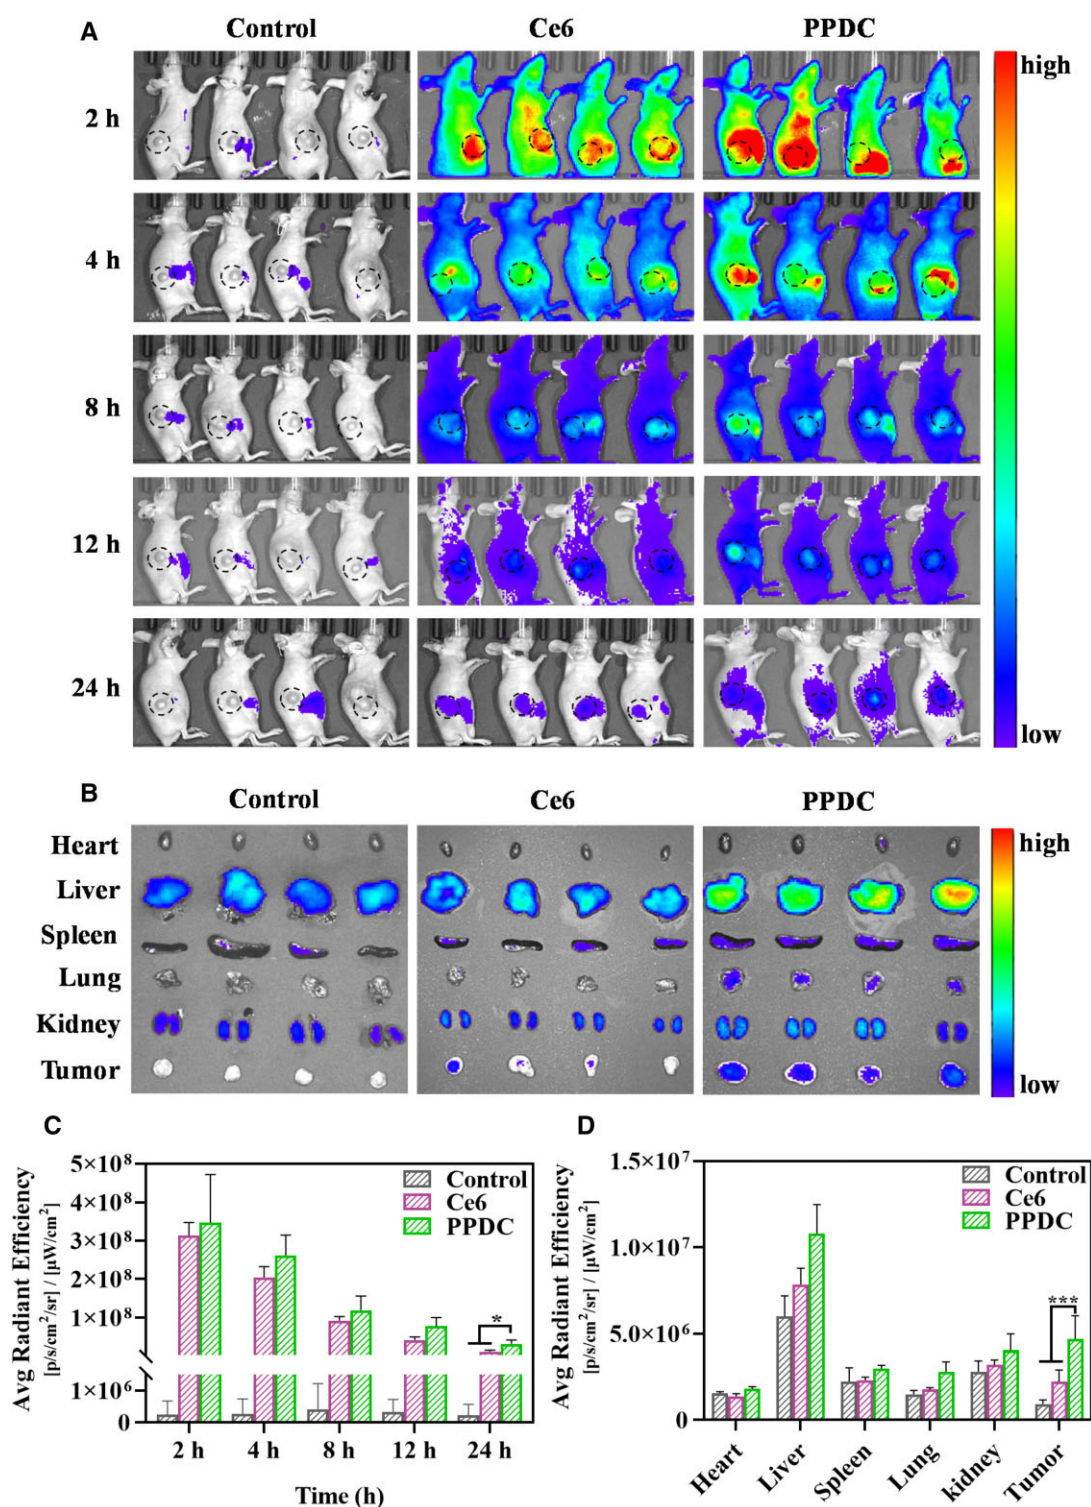 A
Control
Ce6
PPDC
2 h
4 h
8 h
12 h
24 h
high
low
B
Control
Ce6
PPDC
Heart
Liver
Spleen
Lung
Kidney
Tumor
high
low
C
Avg Radiant Efficiency
[p/s/cm²/sr] / [μW/cm²]
5×10⁸
4×10⁸
3×10⁸
2×10⁸
1×10⁸
1×10⁶
0
Control
Ce6
PPDC
*
2 h
4 h
8 h
12 h
24 h
Time (h)
D
Avg Radiant Efficiency
[p/s/cm²/sr] / [μW/cm²]
1.5×10⁷
1.0×10⁷
5.0×10⁶
0
Control
Ce6
PPDC
***
Heart
Liver
Spleen
Lung
kidney
Tumor